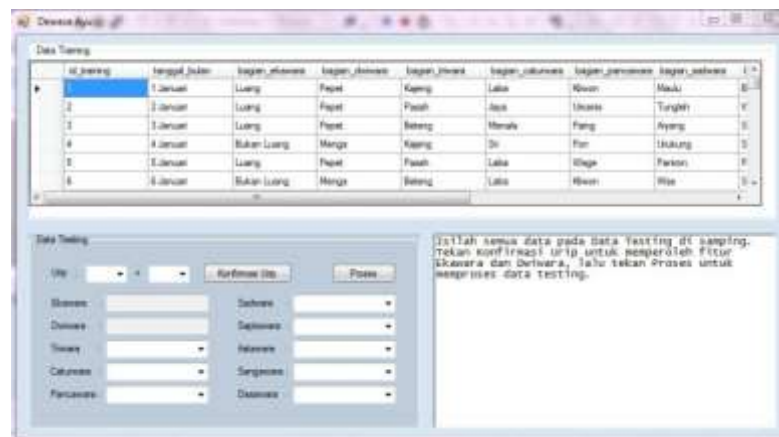 Dewasa Ayu
Data Training
id_training tanggal_bulan bagian_ekawara bagian_dwiwara bagian_triwara bagian_caturwara bagian_pancawara bagian_sadwara
1 1 Januari Luang Pepet Kajeng Laba Kliwon Maulu
2 2 Januari Luang Pepet Pasah Jaya Umanis Tungleh
3 3 Januari Luang Pepet Beteng Menala Paing Aryang
4 4 Januari Bukan Luang Menga Kajeng Sri Pon Urukung
5 5 Januari Luang Pepet Pasah Laba Wage Paniron
6 6 Januari Bukan Luang Menga Beteng Laba Kliwon Was
Data Testing
Urip + Konfirmasi Urip Proses
Ekawara Sadwara
Dwiwara Saptawara
Triwara Astawara
Caturwara Sangawara
Pancawara Dasawara
Isilah semua data pada Data Testing di samping.
Tekan Konfirmasi Urip untuk memperoleh fitur
Ekawara dan Dwiwara, lalu tekan Proses untuk
memproses data testing.